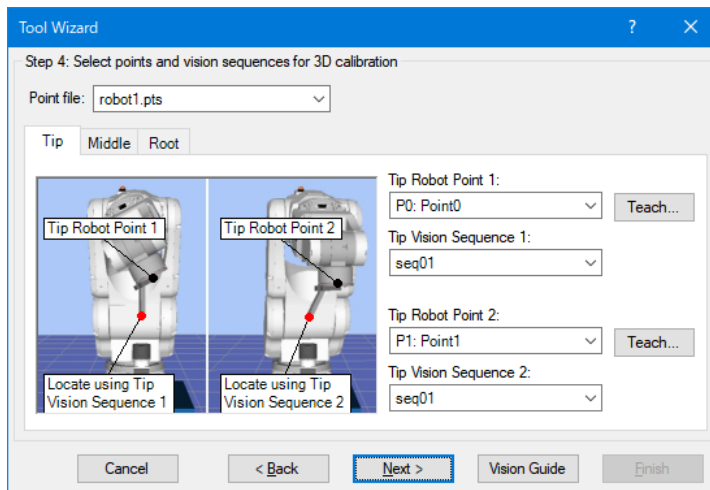 Tool Wizard
?
Step 4: Select points and vision sequences for 3D calibration
Point file:
robot1.pts
Tip
Middle
Root
Tip Robot Point 1
Locate using Tip
Vision Sequence 1
Tip Robot Point 2
Locate using Tip
Vision Sequence 2
Tip Robot Point 1:
P0: Point0
Teach...
Tip Vision Sequence 1:
seq01
Tip Robot Point 2:
P1: Point1
Teach...
Tip Vision Sequence 2:
seq01
Cancel
< Back
Next >
Vision Guide
Finish